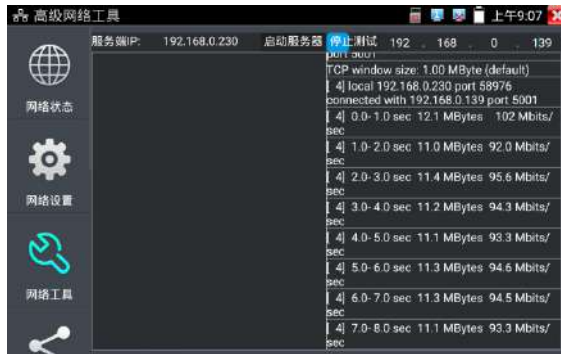 高级网络工具
上午9:07
服务端IP: 192.168.0.230 启动服务器 停止测试 192 . 168 . 0 . 139
网络状态
网络设置
网络工具
port 5001
TCP window size: 1.00 MByte (default)
[ 4] local 192.168.0.230 port 58976
connected with 192.168.0.139 port 5001
[ 4] 0.0- 1.0 sec 12.1 MBytes 102 Mbits/
sec
[ 4] 1.0- 2.0 sec 11.0 MBytes 92.0 Mbits/
sec
[ 4] 2.0- 3.0 sec 11.4 MBytes 95.6 Mbits/
sec
[ 4] 3.0- 4.0 sec 11.2 MBytes 94.3 Mbits/
sec
[ 4] 4.0- 5.0 sec 11.1 MBytes 93.3 Mbits/
sec
[ 4] 5.0- 6.0 sec 11.3 MBytes 94.6 Mbits/
sec
[ 4] 6.0- 7.0 sec 11.3 MBytes 94.5 Mbits/
sec
[ 4] 7.0- 8.0 sec 11.1 MBytes 93.3 Mbits/
sec